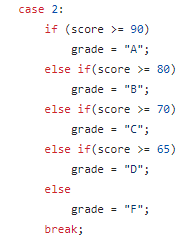 case 2:
    if (score >= 90)
        grade = "A";
    else if(score >= 80)
        grade = "B";
    else if(score >= 70)
        grade = "C";
    else if(score >= 65)
        grade = "D";
    else
        grade = "F";
    break;